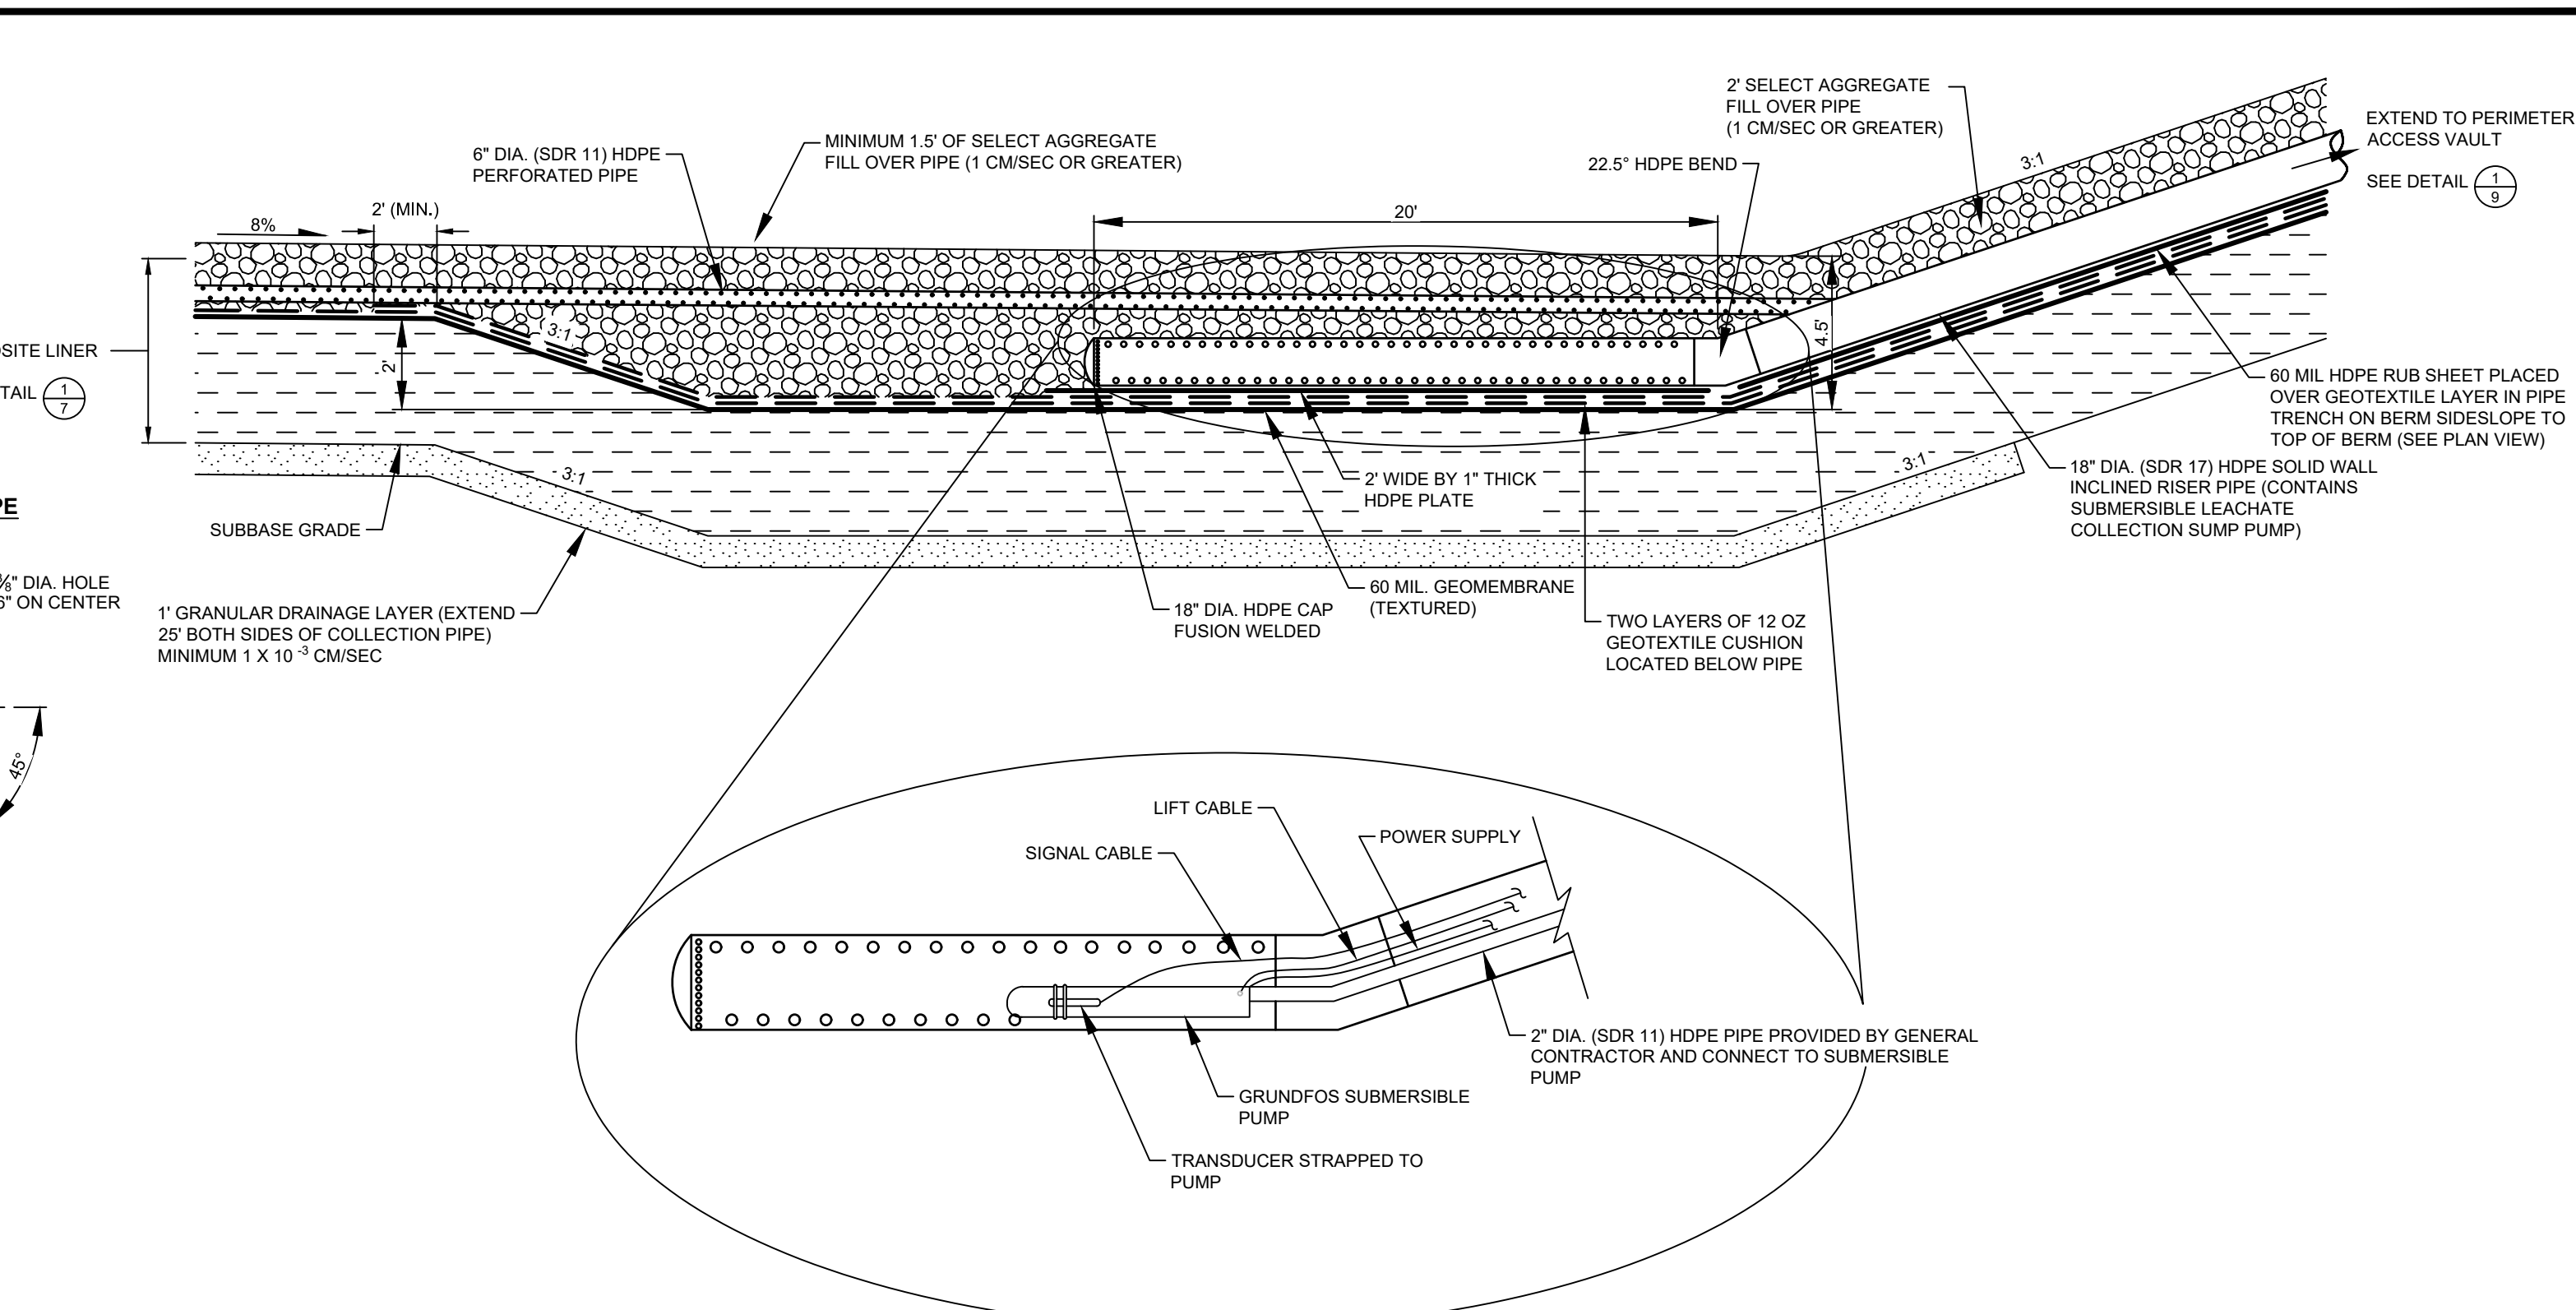 2' SELECT AGGREGATE
FILL OVER PIPE
(1 CM/SEC OR GREATER)
EXTEND TO PERIMETER
ACCESS VAULT
SEE DETAIL 1
9
MINIMUM 1.5' OF SELECT AGGREGATE
FILL OVER PIPE (1 CM/SEC OR GREATER)
6" DIA. (SDR 11) HDPE
PERFORATED PIPE
22.5° HDPE BEND
3:1
2' (MIN.)
20'
8%
3:1
2'
4.5'
OSITE LINER
TAIL 1
7
60 MIL HDPE RUB SHEET PLACED
OVER GEOTEXTILE LAYER IN PIPE
TRENCH ON BERM SIDESLOPE TO
TOP OF BERM (SEE PLAN VIEW)
3:1
3:1
2' WIDE BY 1" THICK
HDPE PLATE
18" DIA. (SDR 17) HDPE SOLID WALL
INCLINED RISER PIPE (CONTAINS
SUBMERSIBLE LEACHATE
COLLECTION SUMP PUMP)
PE
SUBBASE GRADE
⅜" DIA. HOLE
6" ON CENTER
1' GRANULAR DRAINAGE LAYER (EXTEND
25' BOTH SIDES OF COLLECTION PIPE)
MINIMUM 1 X 10 -3 CM/SEC
18" DIA. HDPE CAP
FUSION WELDED
60 MIL. GEOMEMBRANE
(TEXTURED)
TWO LAYERS OF 12 OZ
GEOTEXTILE CUSHION
LOCATED BELOW PIPE
45°
LIFT CABLE
POWER SUPPLY
SIGNAL CABLE
2" DIA. (SDR 11) HDPE PIPE PROVIDED BY GENERAL
CONTRACTOR AND CONNECT TO SUBMERSIBLE
PUMP
GRUNDFOS SUBMERSIBLE
PUMP
TRANSDUCER STRAPPED TO
PUMP